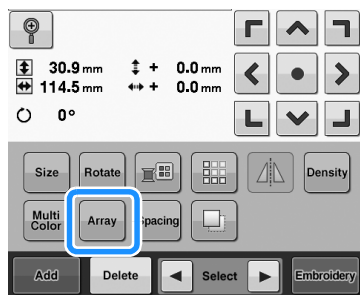 30.9 mm + 0.0 mm
114.5 mm + 0.0 mm
0°
Size Rotate Density
Multi
Color Array Spacing
Add Delete Select Embroidery